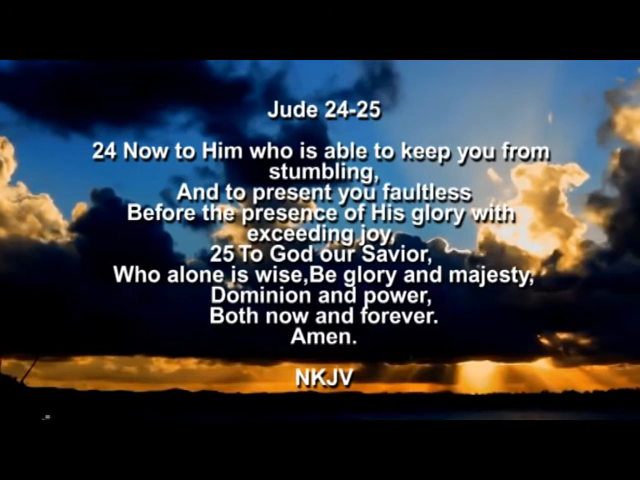 Jude 24-25
24 Now to Him who is able to keep you from
stumbling,
And to present you faultless
Before the presence of His glory with
exceeding joy,
25 To God our Savior,
Who alone is wise,Be glory and majesty,
Dominion and power,
Both now and forever.
Amen.
NKJV